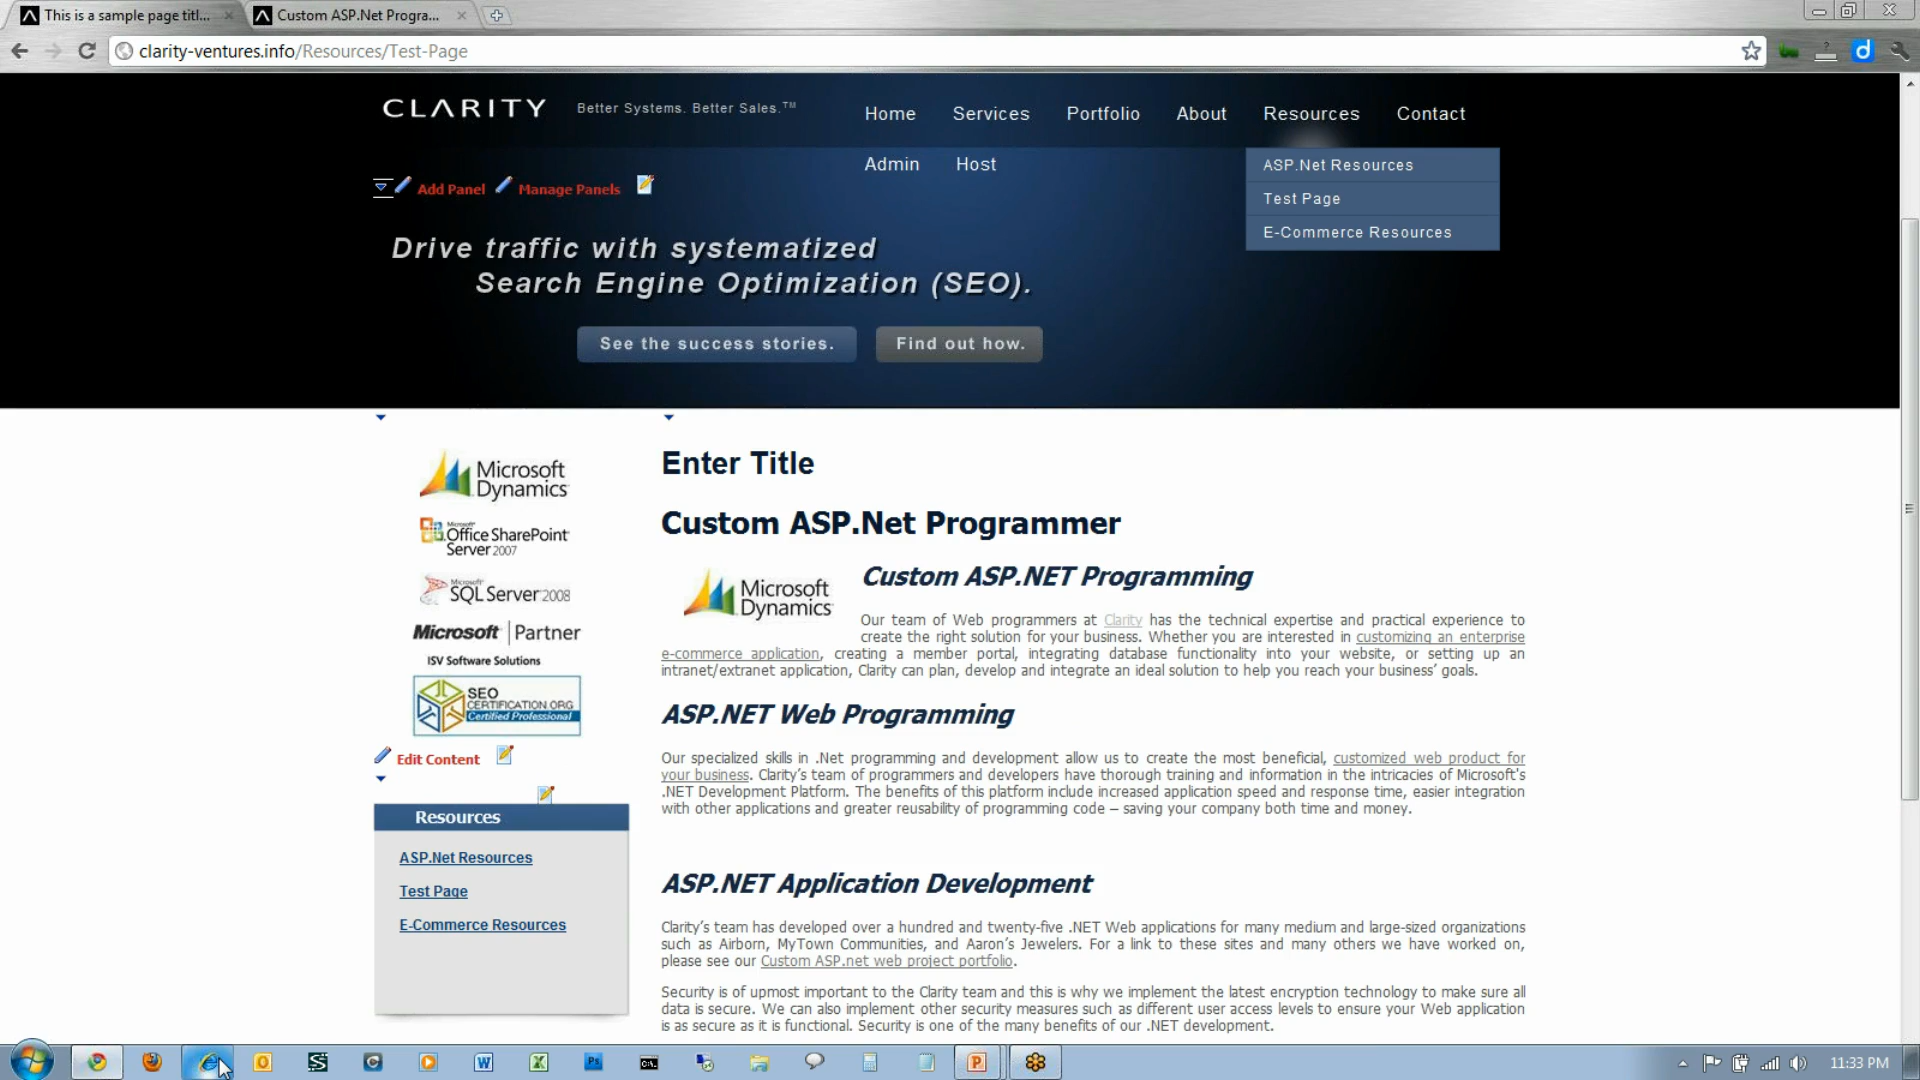 This is a sample page titl...
Custom ASP.Net Progra...
clarity-ventures.info/Resources/Test-Page
CLARITY
Better Systems. Better Sales.™
Home
Services
Portfolio
About
Resources
Contact
Admin
Host
ASP.Net Resources
Test Page
E-Commerce Resources
Add Panel
Manage Panels
Drive traffic with systematized
Search Engine Optimization (SEO).
See the success stories.
Find out how.
Microsoft
Dynamics
Microsoft
Office SharePoint
Server 2007
Microsoft
SQL Server 2008
Microsoft | Partner
ISV Software Solutions
SEO
CERTIFICATION.ORG
Certified Professional
Edit Content
Resources
ASP.Net Resources
Test Page
E-Commerce Resources
Enter Title
Custom ASP.Net Programmer
Microsoft
Dynamics
Custom ASP.NET Programming
Our team of Web programmers at Clarity has the technical expertise and practical experience to
create the right solution for your business. Whether you are interested in customizing an enterprise
e-commerce application, creating a member portal, integrating database functionality into your website, or setting up an
intranet/extranet application, Clarity can plan, develop and integrate an ideal solution to help you reach your business’ goals.
ASP.NET Web Programming
Our specialized skills in .Net programming and development allow us to create the most beneficial, customized web product for
your business. Clarity’s team of programmers and developers have thorough training and information in the intricacies of Microsoft's
.NET Development Platform. The benefits of this platform include increased application speed and response time, easier integration
with other applications and greater reusability of programming code – saving your company both time and money.
ASP.NET Application Development
Clarity’s team has developed over a hundred and twenty-five .NET Web applications for many medium and large-sized organizations
such as Airborn, MyTown Communities, and Aaron’s Jewelers. For a link to these sites and many others we have worked on,
please see our Custom ASP.net web project portfolio.
Security is of upmost important to the Clarity team and this is why we implement the latest encryption technology to make sure all
data is secure. We can also implement other security measures such as different user access levels to ensure your Web application
is as secure as it is functional. Security is one of the many benefits of our .NET development.
11:33 PM